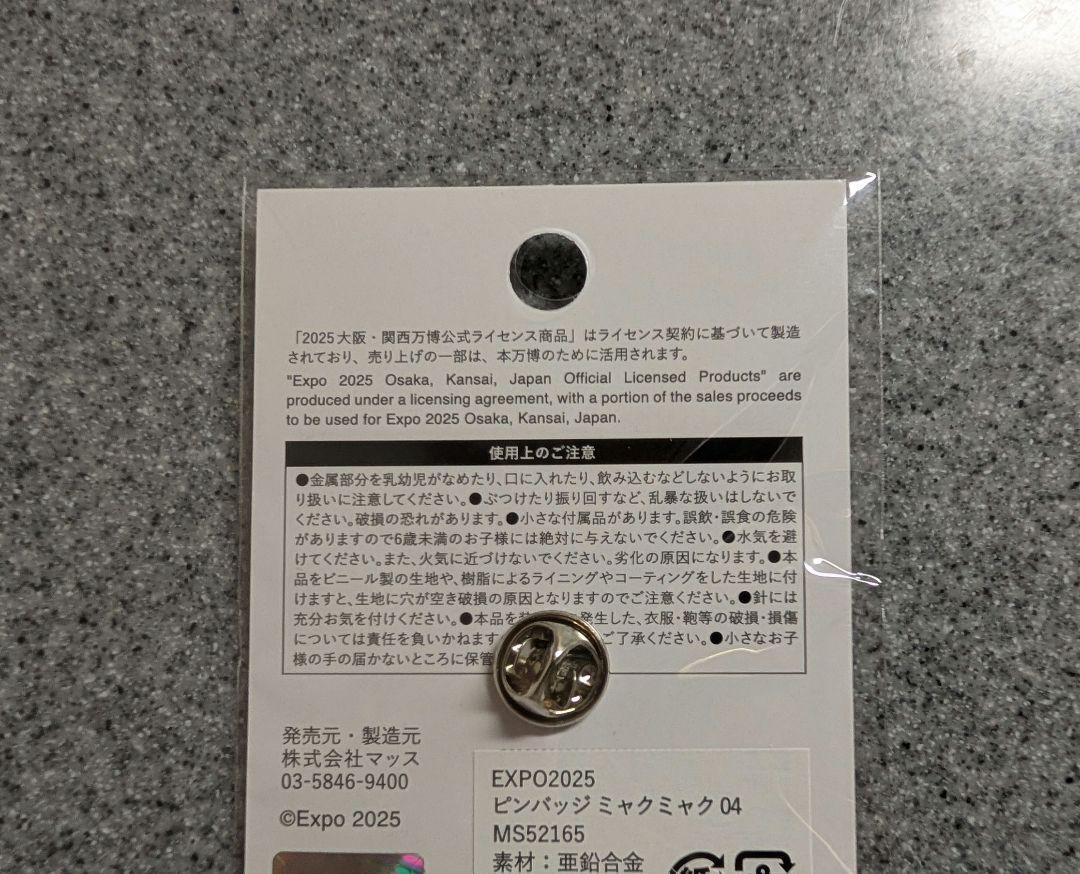 「2025大阪・関西万博公式ライセンス商品」はライセンス契約に基づいて製造
されており、売り上げの一部は、本万博のために活用されます。
"Expo 2025 Osaka, Kansai, Japan Official Licensed Products" are
produced under a licensing agreement, with a portion of the sales proceeds
to be used for Expo 2025 Osaka, Kansai, Japan.
使用上のご注意
●金属部分を乳幼児がなめたり、口に入れたり、飲み込むなどしないようにお取
り扱いに注意してください。●ぶつけたり振り回すなど、乱暴な扱いはしないで
ください。破損の恐れがあります。●小さな付属品があります。誤飲・誤食の危険
がありますので6歳未満のお子様には絶対に与えないでください。●水気を避
けてください。また、火気に近づけないでください。劣化の原因になります。●本
品をビニール製の生地や、樹脂によるライニングやコーティングをした生地に付
けますと、生地に穴が空き破損の原因となりますのでご注意ください。●針には
充分お気を付けください。●本品を装 発生した、衣服・鞄等の破損・損傷
については責任を負いかねます ご了承ください。●小さなお子
様の手の届かないところに保管
発売元・製造元
株式会社マッス
03-5846-9400
©Expo 2025
EXPO2025
ピンバッジ ミャクミャク 04
MS52165
素材：亜鉛合金